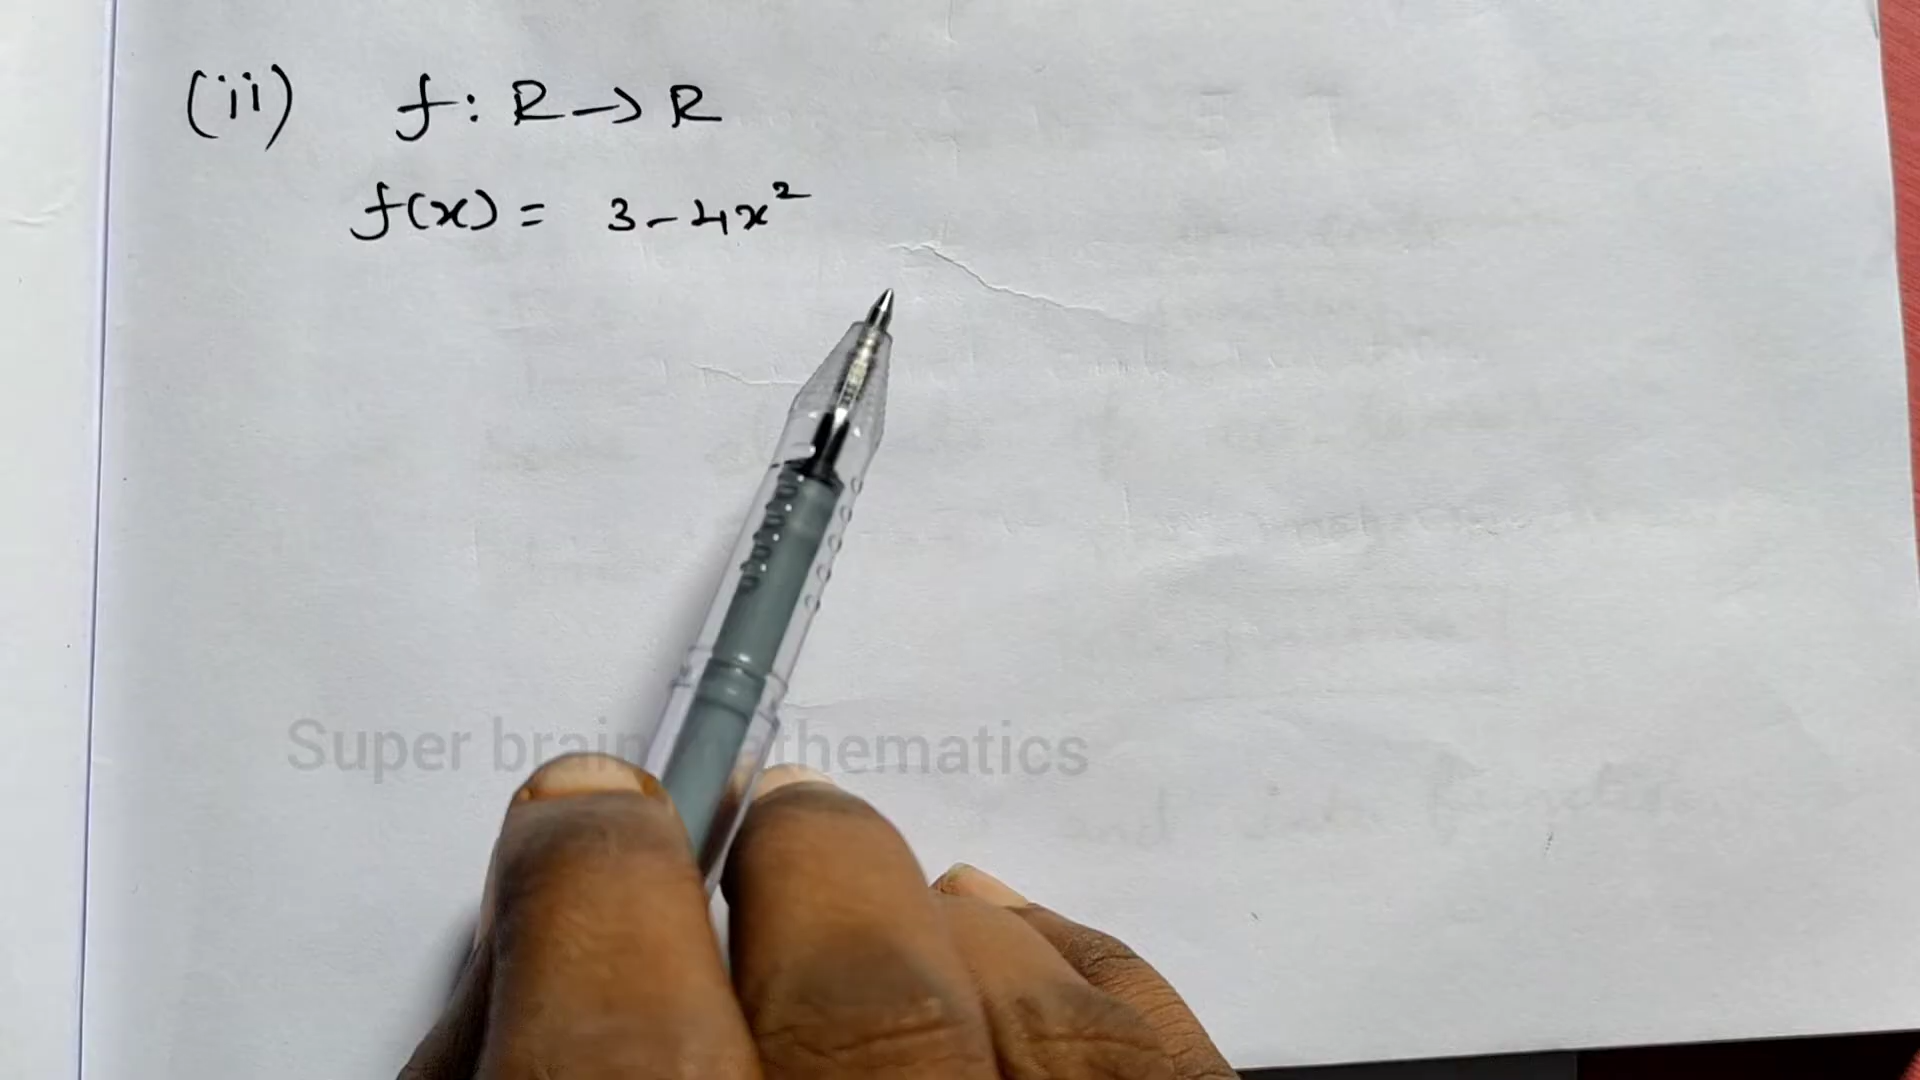 (ii) f: R→R
f(x) = 3-4x²
Super brain mathematics